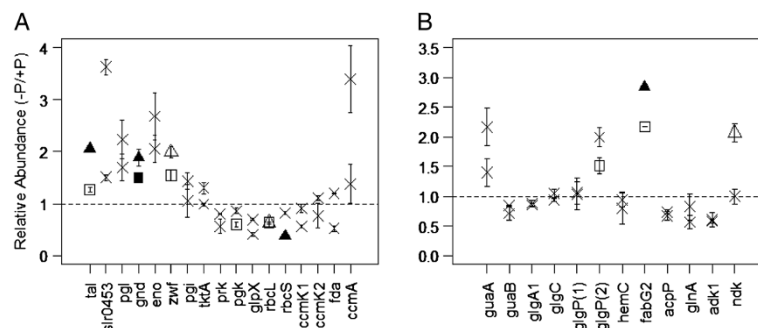 A
Relative Abundance (-P/+P)
4
3
2
1
0
tal
slr0453
pgl
gnd
eno
zwf
pgi
tktA
prk
pgk
glpX
rbcL
rbcS
ccmK1
ccmK2
fda
ccmA
B
3.5
3.0
2.5
2.0
1.5
1.0
0.5
0.0
guaA
guaB
glgA1
glgC
glgP(1)
glgP(2)
hemC
fabG2
acpP
glnA
adk1
ndk